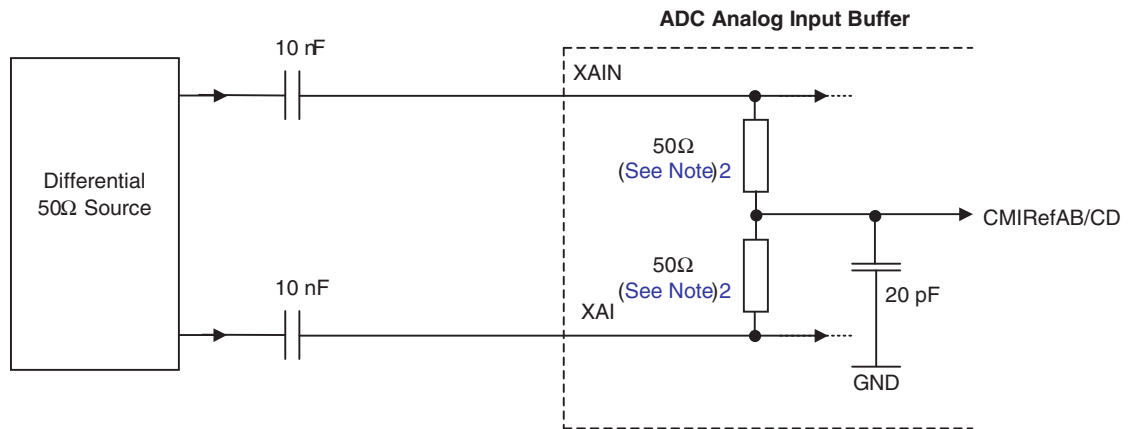 ADC Analog Input Buffer
10 nF
XAIN
50Ω
(See Note)2
Differential
50Ω Source
CMIRefAB/CD
50Ω
(See Note)2
10 nF
20 pF
XAI
GND